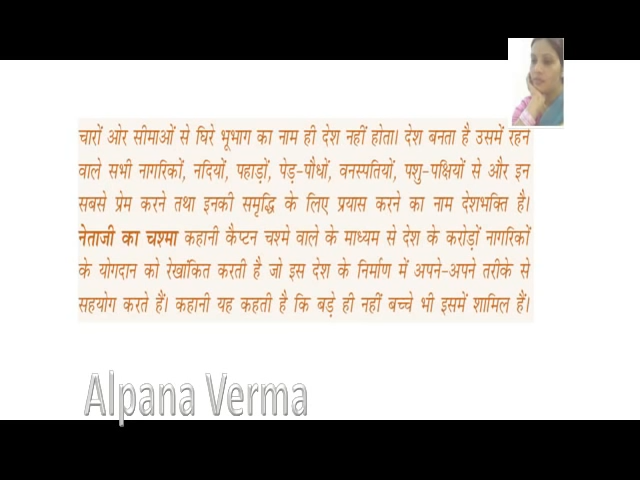 चारों ओर सीमाओं से घिरे भूभाग का नाम ही देश नहीं होता। देश बनता है उसमें रहने
वाले सभी नागरिकों, नदियों, पहाड़ों, पेड़-पौधों, वनस्पतियों, पशु-पक्षियों से और इन
सबसे प्रेम करने तथा इनकी समृद्धि के लिए प्रयास करने का नाम देशभक्ति है।
नेताजी का चश्मा कहानी कैप्टन चश्मे वाले के माध्यम से देश के करोड़ों नागरिकों
के योगदान को रेखांकित करती है जो इस देश के निर्माण में अपने-अपने तरीके से
सहयोग करते हैं। कहानी यह कहती है कि बड़े ही नहीं बच्चे भी इसमें शामिल हैं।
Alpana Verma